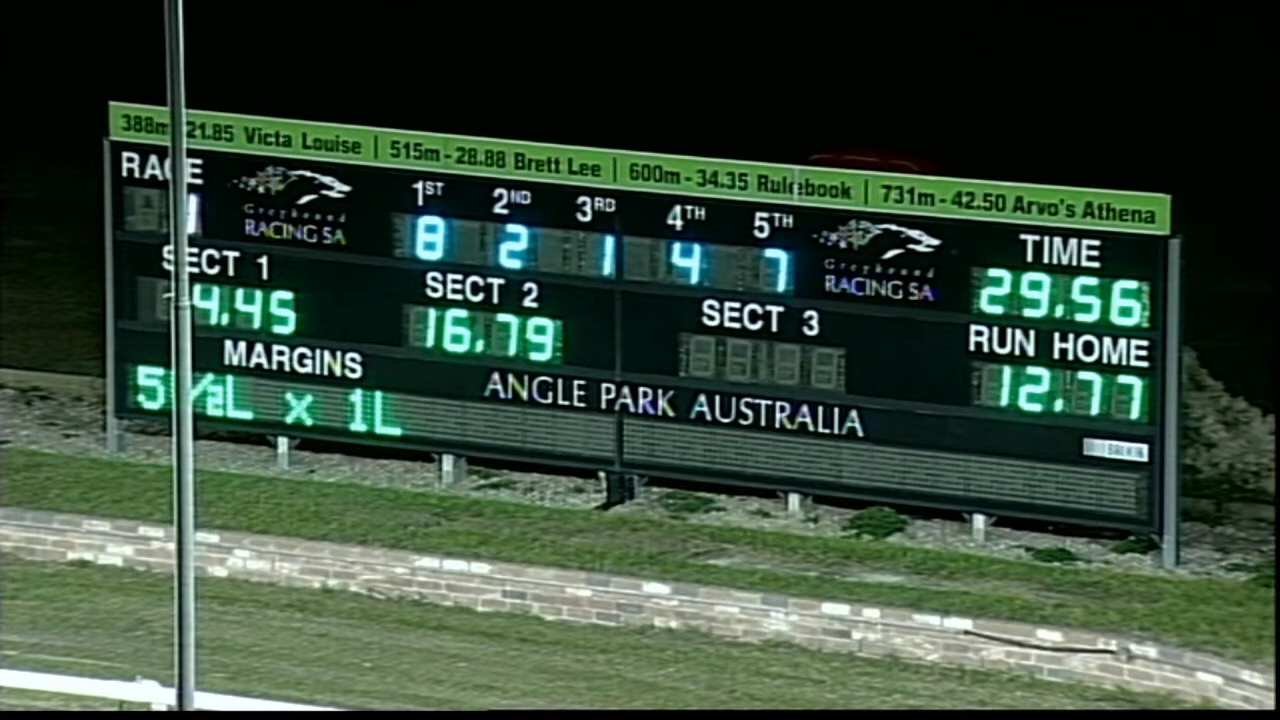 388m 21.85 Victa Louise | 515m - 28.88 Brett Lee | 600m - 34.35 Rulebook | 731m - 42.50 Arvo's Athena
RACE
Greyhound
RACING SA
1ST 2ND 3RD 4TH 5TH
8 2 1 4 7
Greyhound
RACING SA
TIME
29.56
SECT 1
4.45
SECT 2
16.79
SECT 3
RUN HOME
12.77
MARGINS
5 ½L x 1L
ANGLE PARK AUSTRALIA